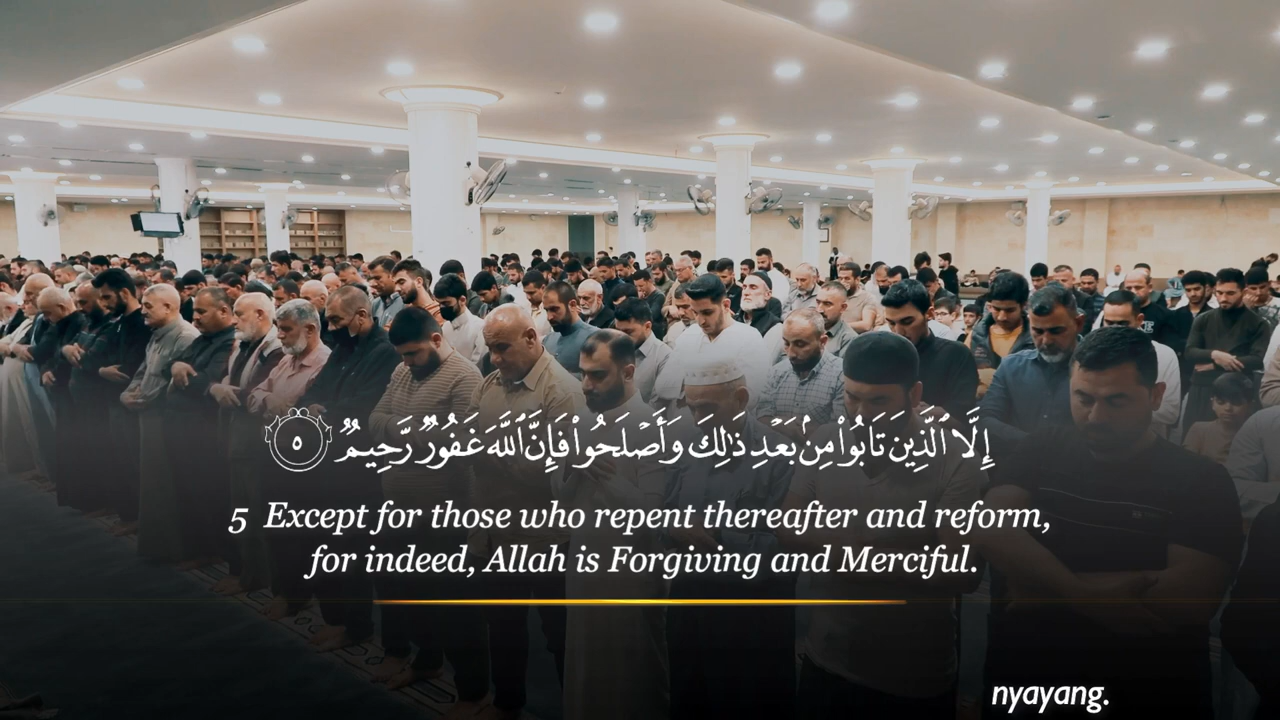 إِلَّا ٱلَّذِينَ تَابُوا۟ مِنۢ بَعْدِ ذَٰلِكَ وَأَصْلَحُوا۟ فَإِنَّ ٱللَّهَ غَفُورٌ رَّحِيمٌ ٥
5 Except for those who repent thereafter and reform,
for indeed, Allah is Forgiving and Merciful.
nyayang.